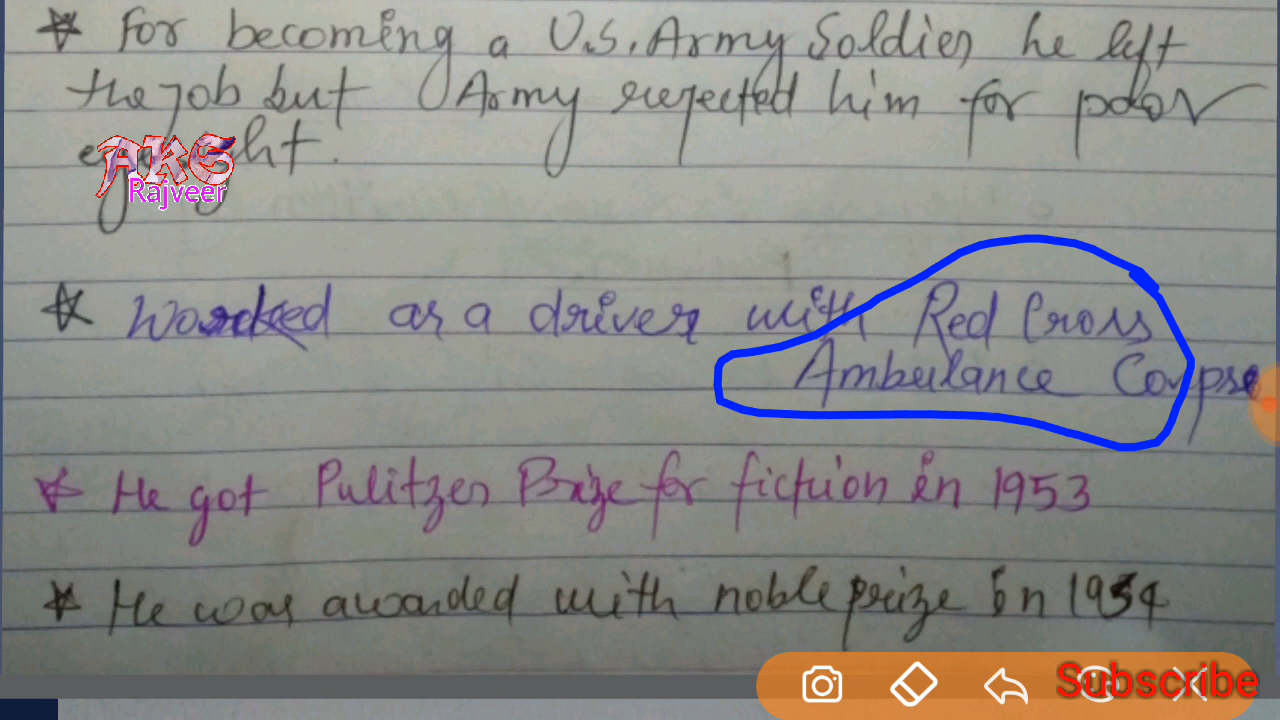 ★ For becoming a U.S. Army Soldier he left
the job but Army rejected him for poor
AKG
Rajveer
★ Worked as a driver with Red Cross
Ambulance Corpse
★ He got Pulitzer Prize for fiction in 1953
★ He was awarded with noble prize in 1954
Subscribe